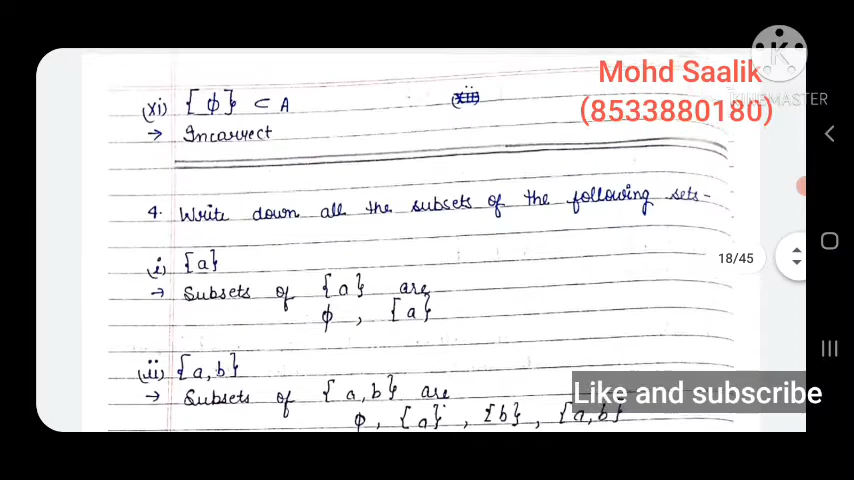 Mohd Saalik
(8533880180)
KINEMASTER
(xi) {ϕ} ⊂ A
(xii)
→ Incorrect
4. Write down all the subsets of the following sets-
(i) {a}
→ Subsets of {a} are
ϕ, {a}
(ii) {a,b}
→ Subsets of {a,b} are
ϕ, {a}, {b}, {a,b}
18/45
Like and subscribe